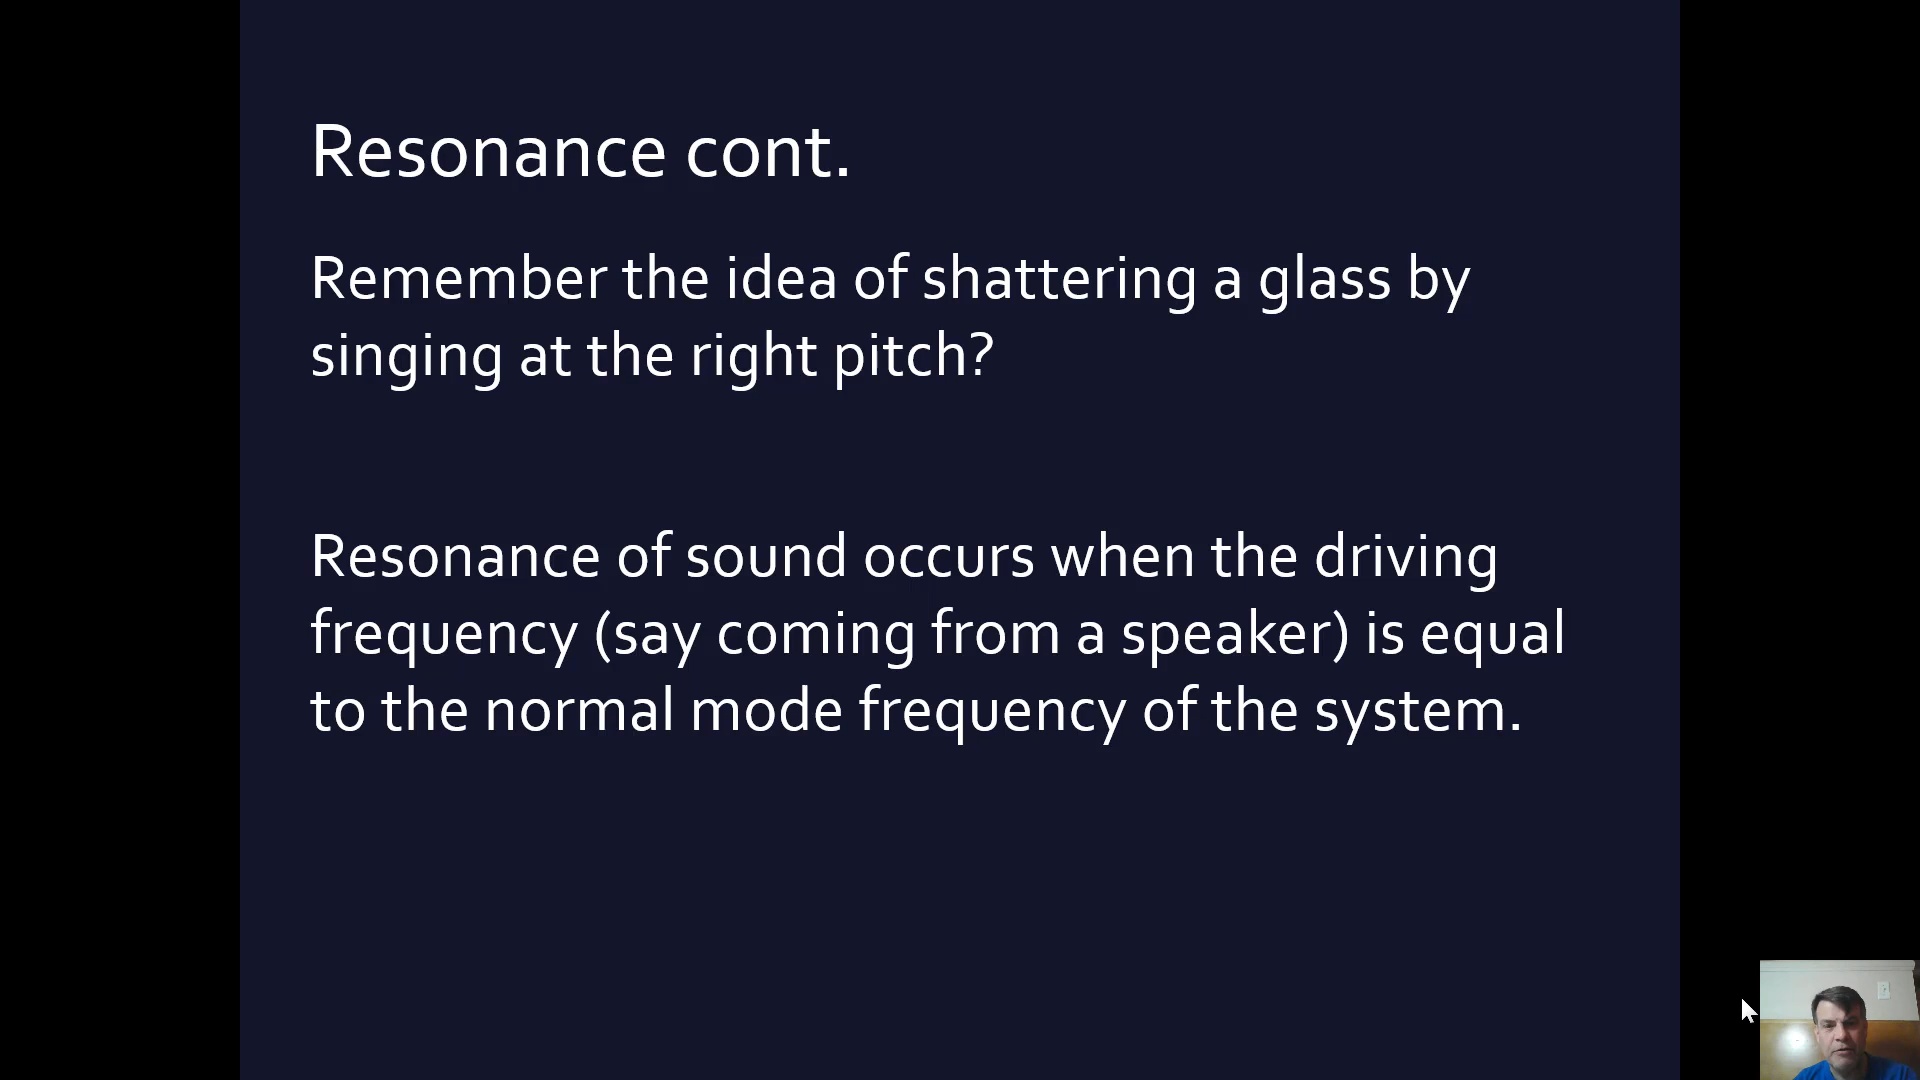 Resonance cont.
Remember the idea of shattering a glass by
singing at the right pitch?
Resonance of sound occurs when the driving
frequency (say coming from a speaker) is equal
to the normal mode frequency of the system.